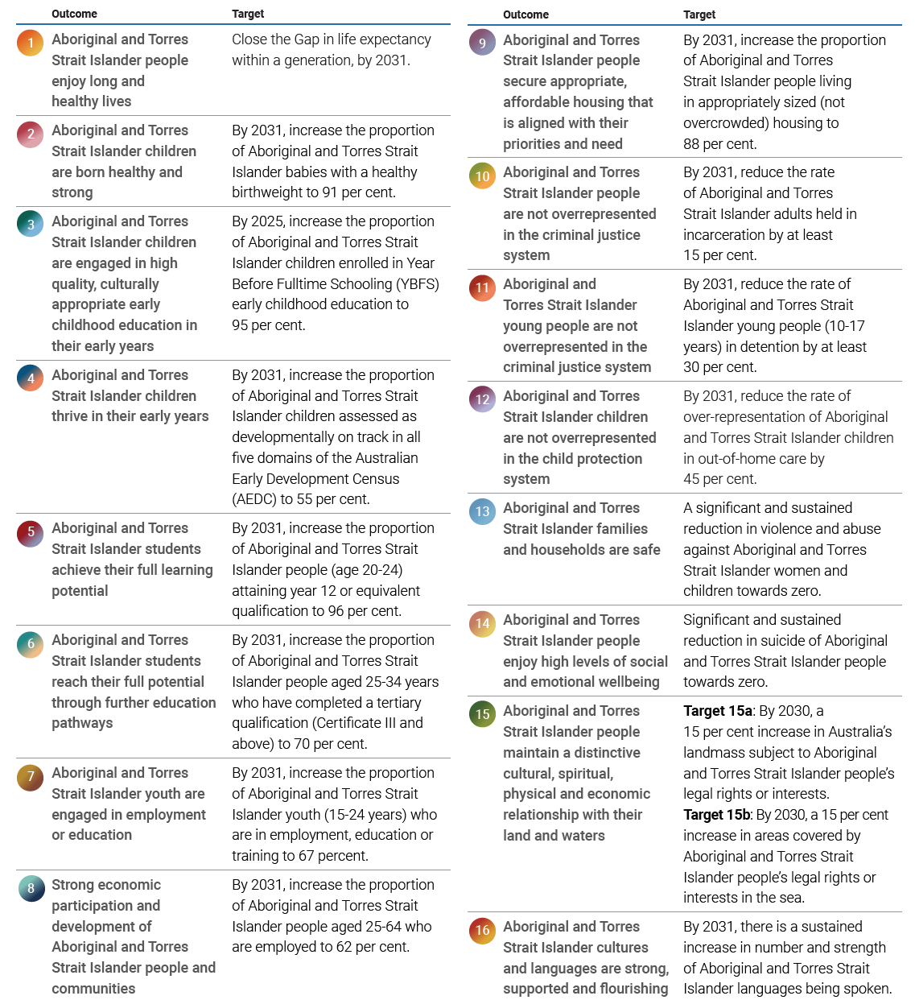 Outcome Target
1 Aboriginal and Torres Close the Gap in life expectancy
Strait Islander people within a generation, by 2031.
enjoy long and
healthy lives
2 Aboriginal and Torres By 2031, increase the proportion
Strait Islander children of Aboriginal and Torres Strait
are born healthy and Islander babies with a healthy
strong birthweight to 91 per cent.
3 Aboriginal and Torres By 2025, increase the proportion
Strait Islander children of Aboriginal and Torres Strait
are engaged in high Islander children enrolled in Year
quality, culturally Before Fulltime Schooling (YBFS)
appropriate early early childhood education to
childhood education in 95 per cent.
their early years
4 Aboriginal and Torres By 2031, increase the proportion
Strait Islander children of Aboriginal and Torres Strait
thrive in their early years Islander children assessed as
developmentally on track in all
five domains of the Australian
Early Development Census
(AEDC) to 55 per cent.
5 Aboriginal and Torres By 2031, increase the proportion
Strait Islander students of Aboriginal and Torres Strait
achieve their full learning Islander people (age 20-24)
potential attaining year 12 or equivalent
qualification to 96 per cent.
6 Aboriginal and Torres By 2031, increase the proportion
Strait Islander students of Aboriginal and Torres Strait
reach their full potential Islander people aged 25-34 years
through further education who have completed a tertiary
pathways qualification (Certificate III and
above) to 70 per cent.
7 Aboriginal and Torres By 2031, increase the proportion
Strait Islander youth are of Aboriginal and Torres Strait
engaged in employment Islander youth (15-24 years) who
or education are in employment, education or
training to 67 percent.
8 Strong economic By 2031, increase the proportion
participation and of Aboriginal and Torres Strait
development of Islander people aged 25-64 who
Aboriginal and Torres are employed to 62 per cent.
Strait Islander people and
communities
Outcome Target
9 Aboriginal and Torres By 2031, increase the proportion
Strait Islander people of Aboriginal and Torres
secure appropriate, Strait Islander people living
affordable housing that in appropriately sized (not
is aligned with their overcrowded) housing to
priorities and need 88 per cent.
10 Aboriginal and Torres By 2031, reduce the rate
Strait Islander people of Aboriginal and Torres
are not overrepresented Strait Islander adults held in
in the criminal justice incarceration by at least
system 15 per cent.
11 Aboriginal and By 2031, reduce the rate of
Torres Strait Islander Aboriginal and Torres Strait
young people are not Islander young people (10-17
overrepresented in the years) in detention by at least
criminal justice system 30 per cent.
12 Aboriginal and Torres By 2031, reduce the rate of
Strait Islander children over-representation of Aboriginal
are not overrepresented and Torres Strait Islander children
in the child protection in out-of-home care by
system 45 per cent.
13 Aboriginal and Torres A significant and sustained
Strait Islander families reduction in violence and abuse
and households are safe against Aboriginal and Torres
Strait Islander women and
children towards zero.
14 Aboriginal and Torres Significant and sustained
Strait Islander people reduction in suicide of Aboriginal
enjoy high levels of social and Torres Strait Islander people
and emotional wellbeing towards zero.
15 Aboriginal and Torres Target 15a: By 2030, a
Strait Islander people 15 per cent increase in Australia's
maintain a distinctive landmass subject to Aboriginal
cultural, spiritual, and Torres Strait Islander people's
physical and economic legal rights or interests.
relationship with their Target 15b: By 2030, a 15 per cent
land and waters increase in areas covered by
Aboriginal and Torres Strait
Islander people's legal rights or
interests in the sea.
16 Aboriginal and Torres By 2031, there is a sustained
Strait Islander cultures increase in number and strength
and languages are strong, of Aboriginal and Torres Strait
supported and flourishing Islander languages being spoken.